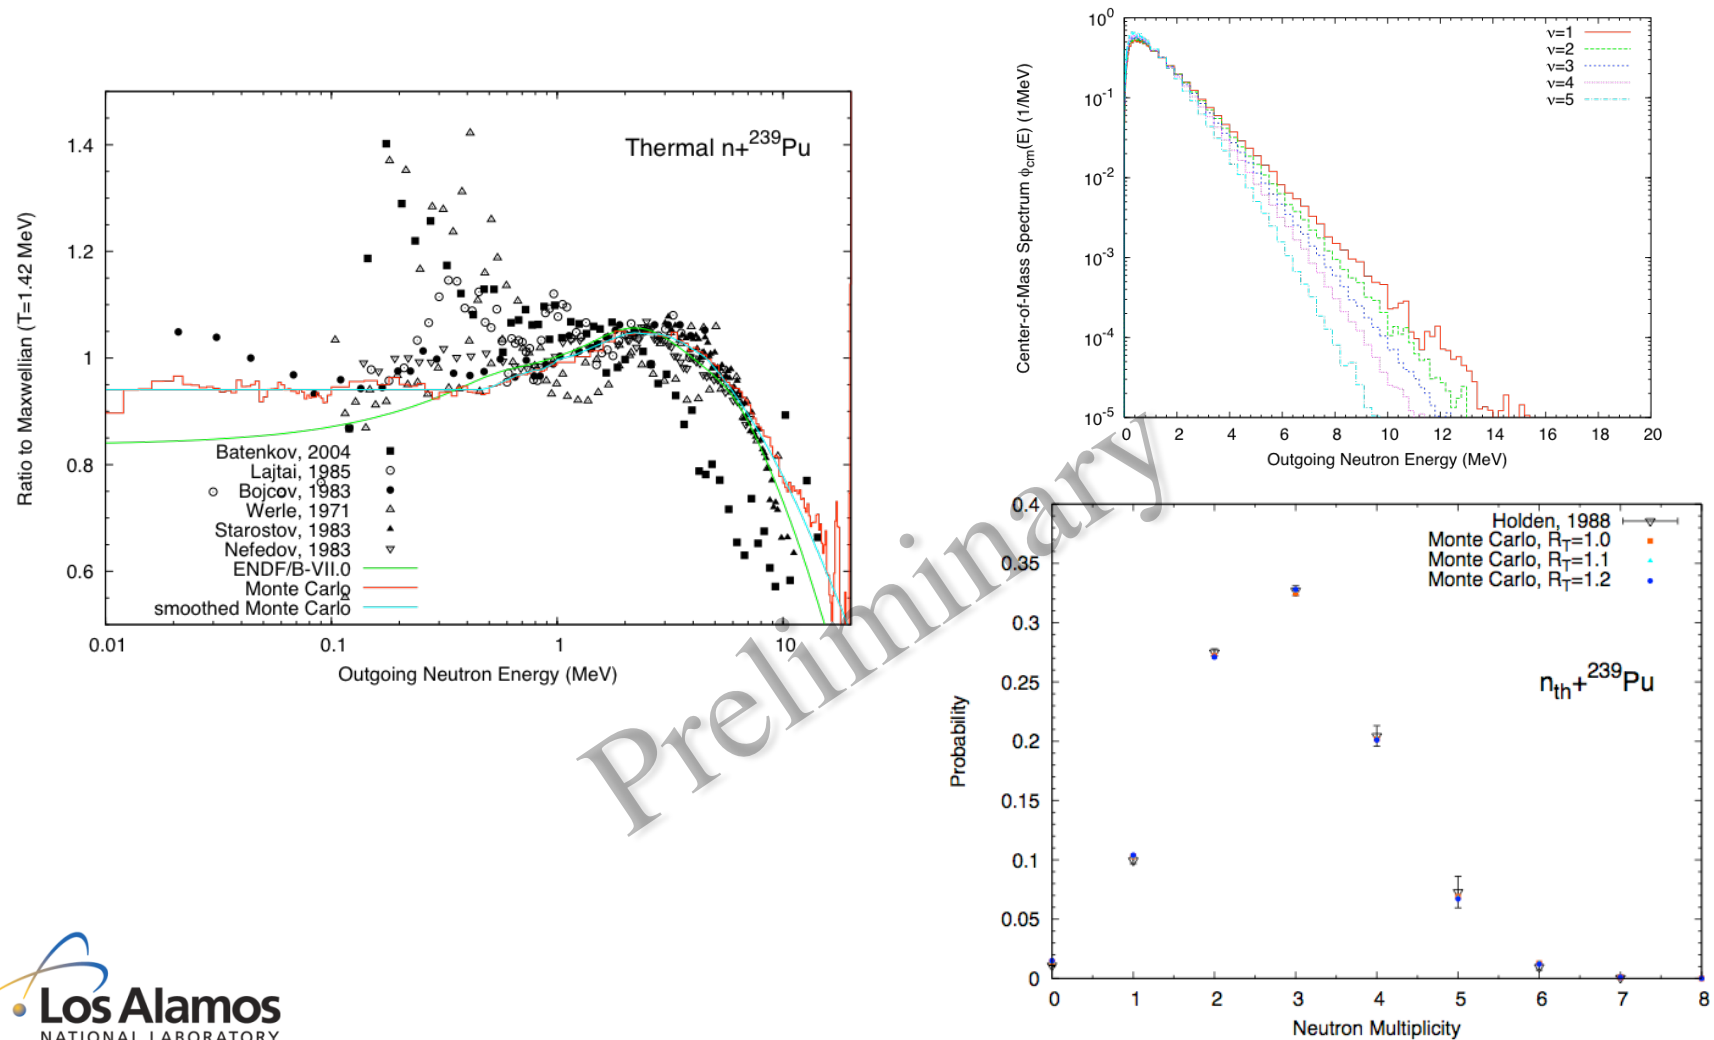 1.4
1.2
1
0.8
0.6
Ratio to Maxwellian (T=1.42 MeV)
Thermal n+²³⁹Pu
Batenkov, 2004
Lajtai, 1985
Bojcov, 1983
Werle, 1971
Starostov, 1983
Nefedov, 1983
ENDF/B-VII.0
Monte Carlo
smoothed Monte Carlo
0.01 0.1 1 10
Outgoing Neutron Energy (MeV)
10⁰
10⁻¹
10⁻²
10⁻³
10⁻⁴
10⁻⁵
Center-of-Mass Spectrum ϕcm(E) (1/MeV)
ν=1
ν=2
ν=3
ν=4
ν=5
0 2 4 6 8 10 12 14 16 18 20
Outgoing Neutron Energy (MeV)
Preliminary
0.4
0.35
0.3
0.25
0.2
0.15
0.1
0.05
0
Probability
Holden, 1988
Monte Carlo, R_T=1.0
Monte Carlo, R_T=1.1
Monte Carlo, R_T=1.2
n_th+²³⁹Pu
0 1 2 3 4 5 6 7 8
Neutron Multiplicity
Los Alamos
NATIONAL LABORATORY